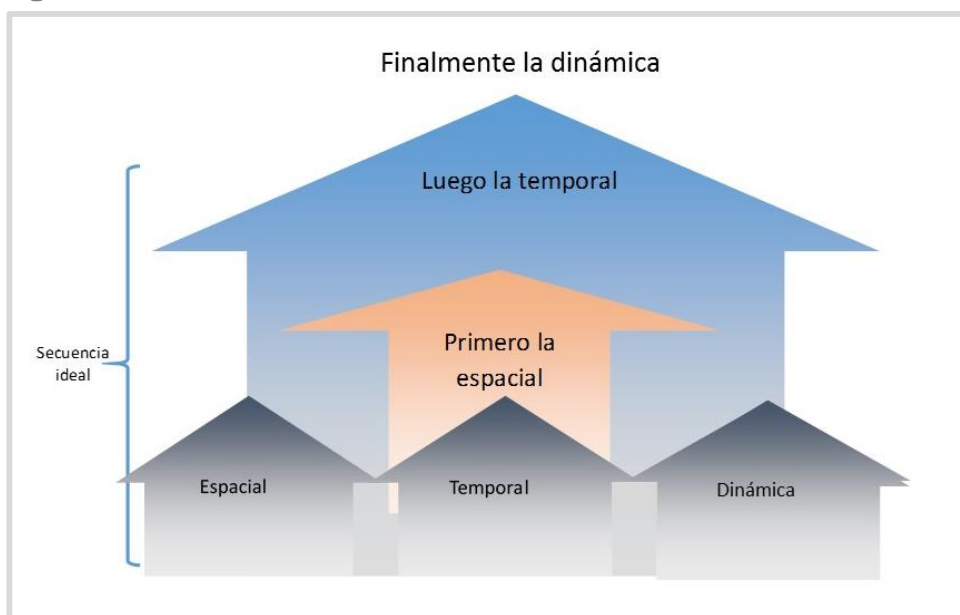 Finalmente la dinámica
Luego la temporal
Primero la
espacial
Secuencia
ideal
Espacial
Temporal
Dinámica